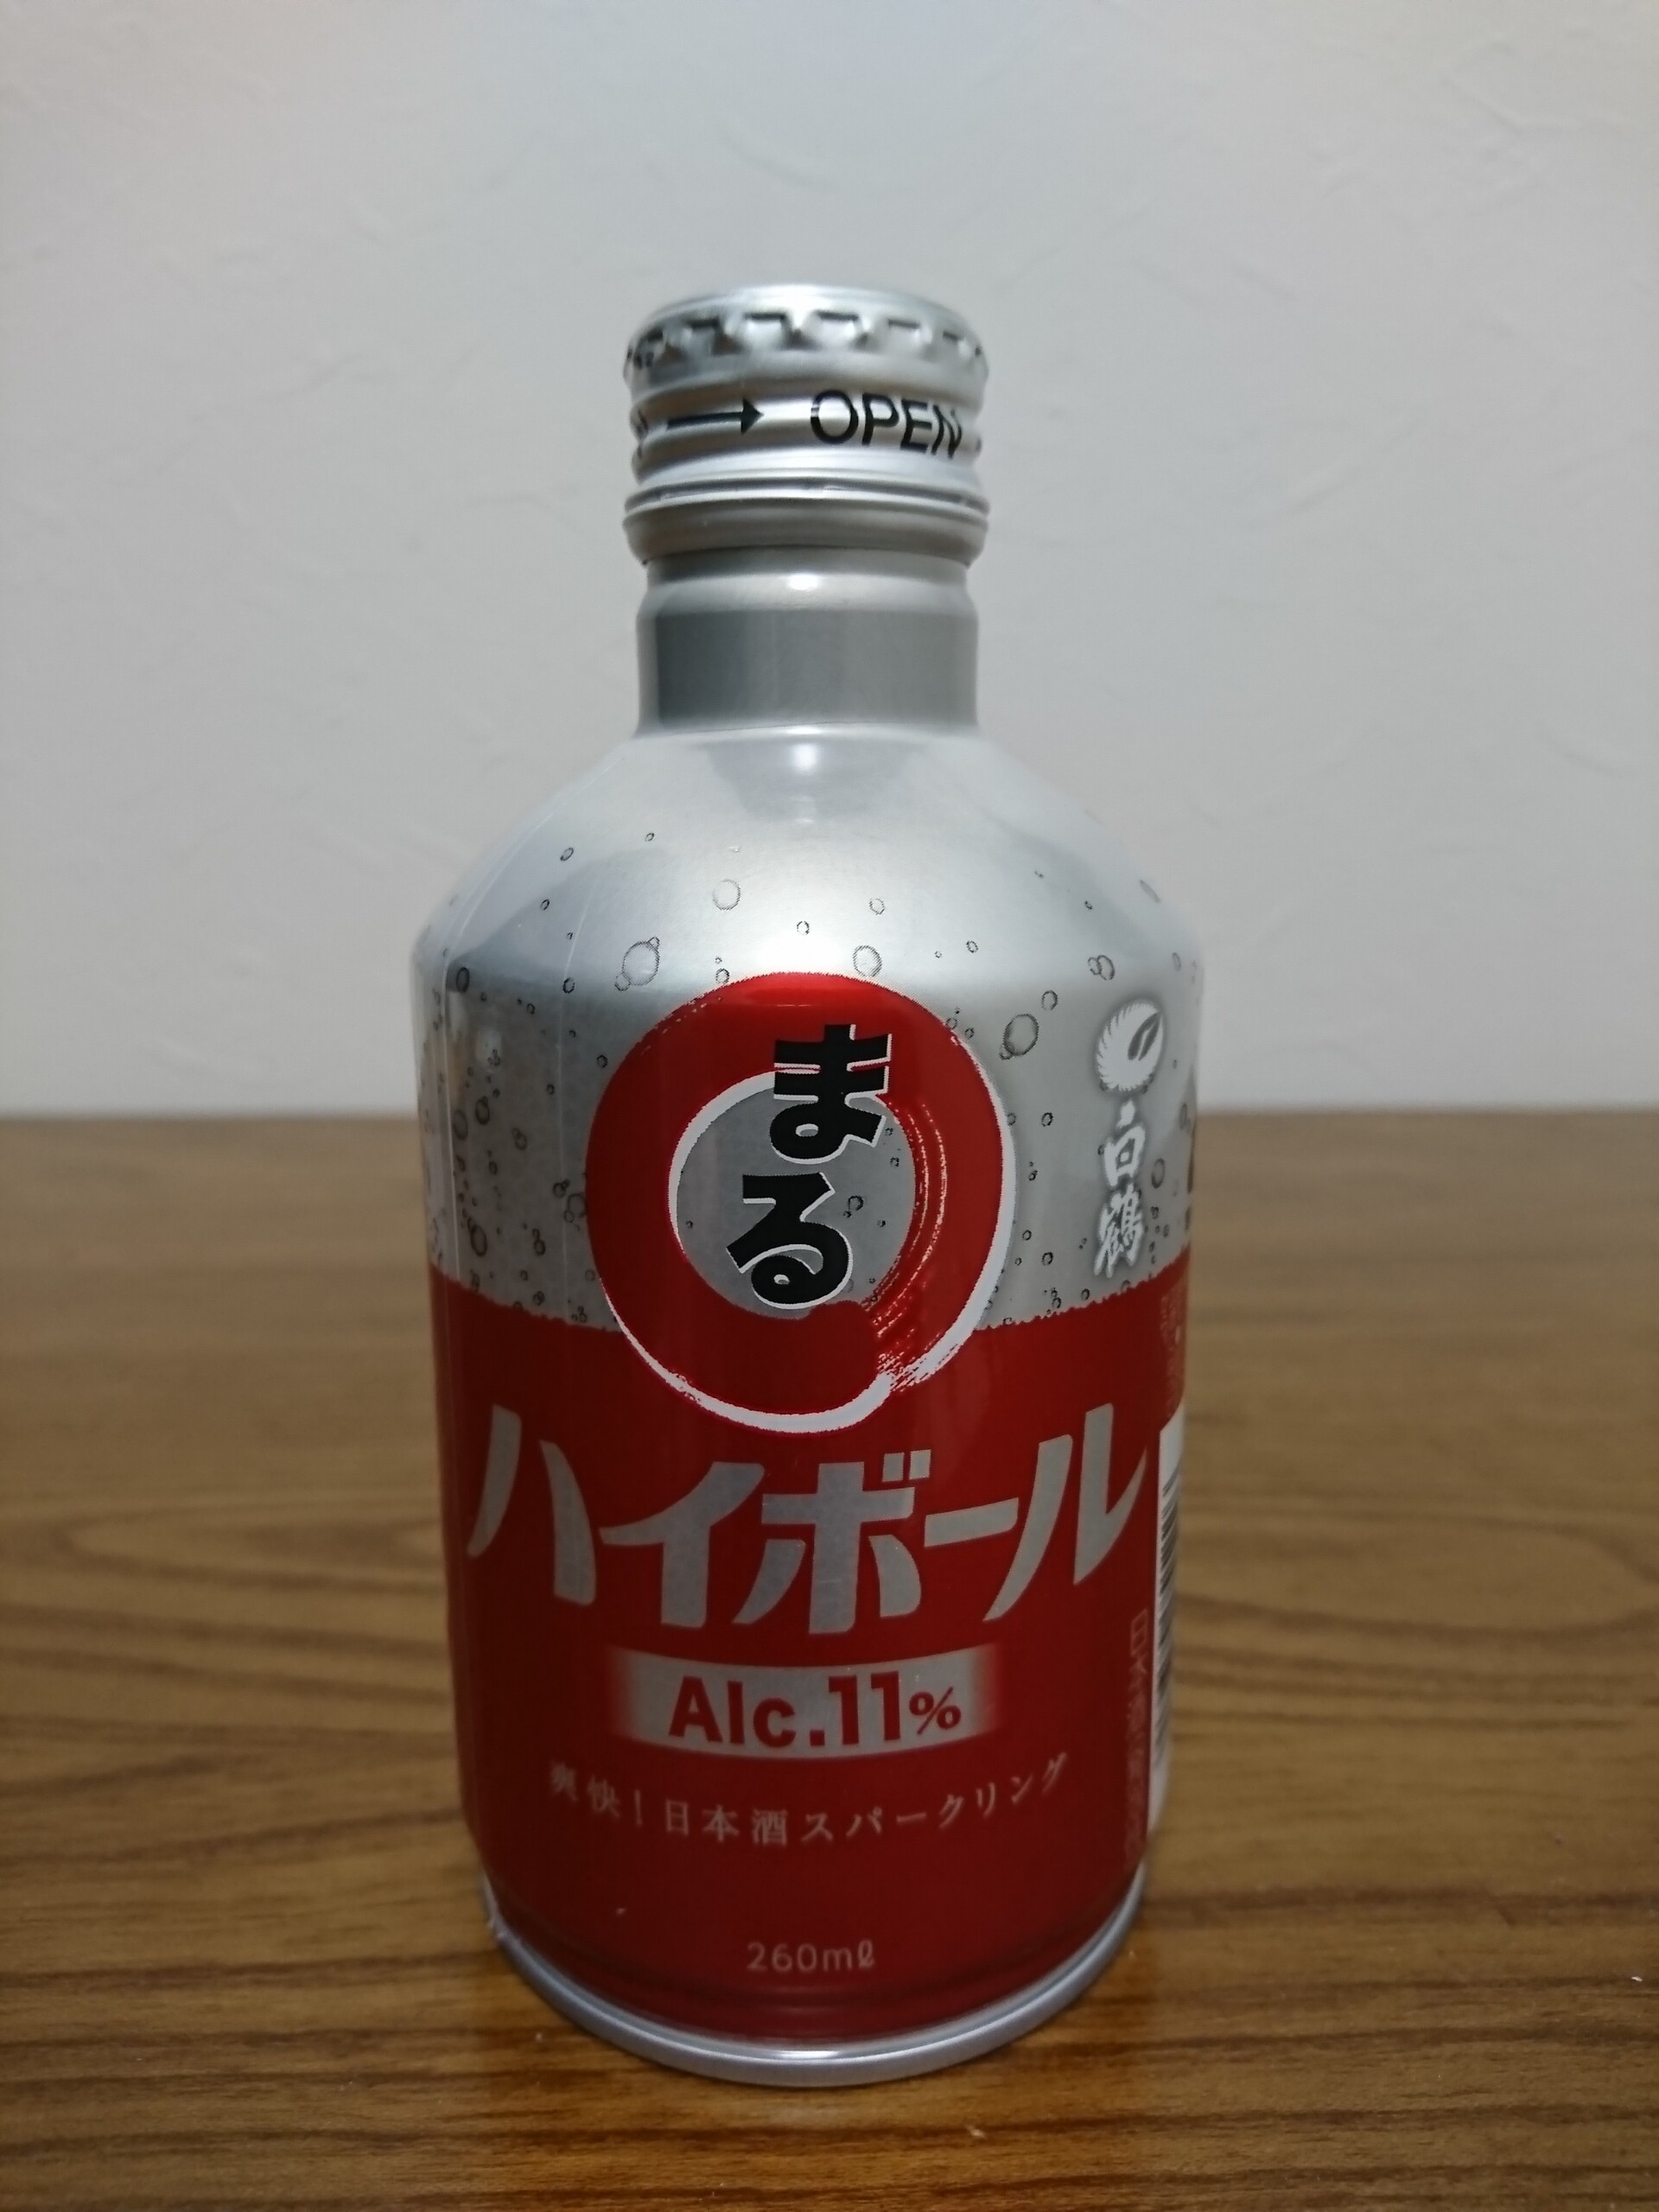 OPEN
まる
白鶴
ハイボール
Alc.11%
爽快！日本酒スパークリング
260ml